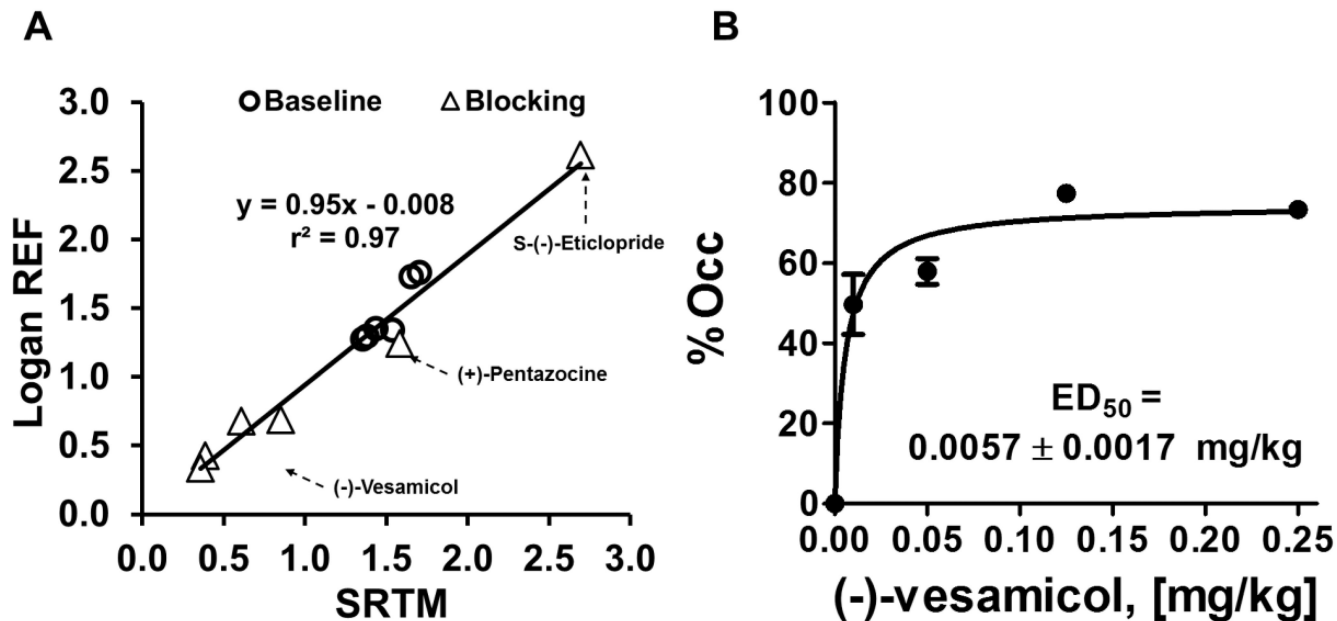 A
3.0
2.5
2.0
1.5
1.0
0.5
0.0
Logan REF
Baseline
Blocking
y = 0.95x - 0.008
r² = 0.97
S-(-)-Eticlopride
(+)-Pentazocine
(-)-Vesamicol
0.0 0.5 1.0 1.5 2.0 2.5 3.0
SRTM
B
100
80
60
40
20
0
% Occ
ED50 =
0.0057 ± 0.0017 mg/kg
0.00 0.05 0.10 0.15 0.20 0.25
(-)-vesamicol, [mg/kg]